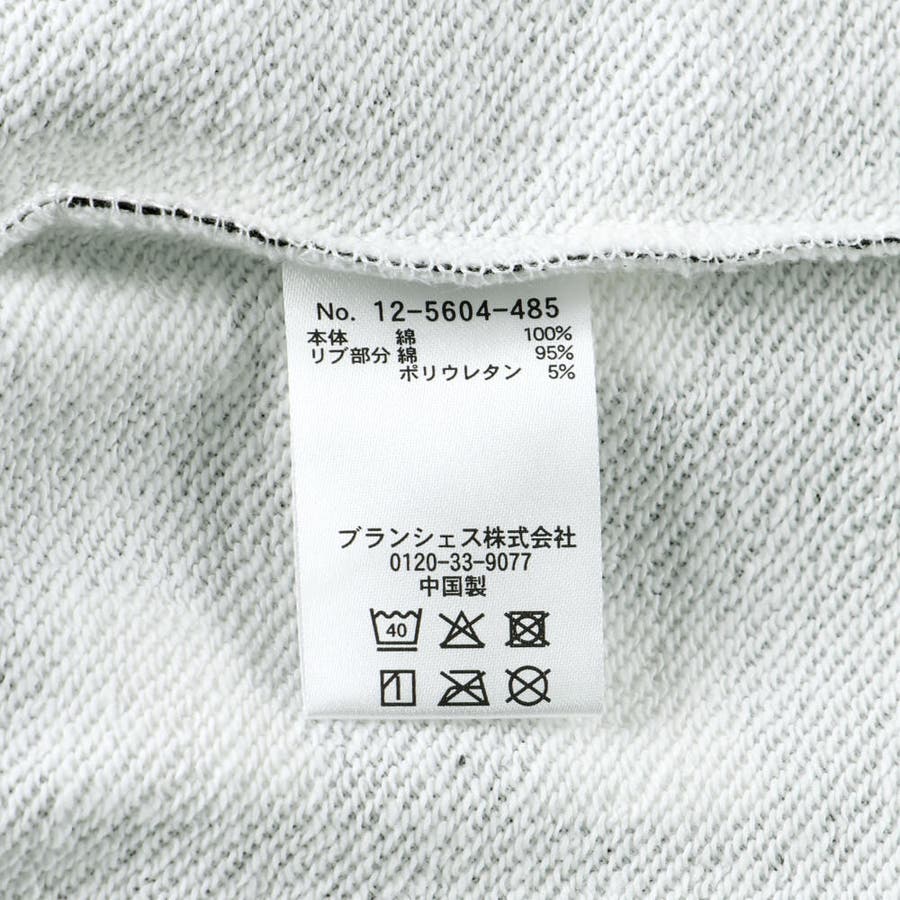 No. 12-5604-485
本体 綿 100%
リブ部分 綿 95%
ポリウレタン 5%
ブランシェス株式会社
0120-33-9077
中国製
40